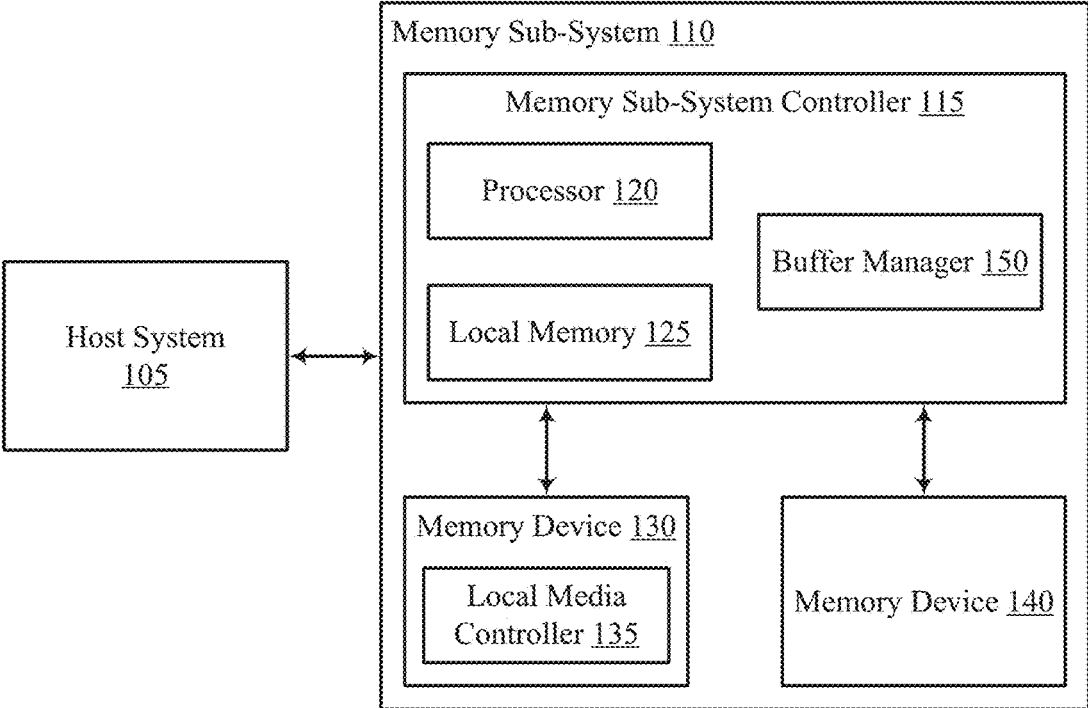 Memory Sub-System 110
Memory Sub-System Controller 115
Processor 120
Buffer Manager 150
Local Memory 125
Host System
105
Memory Device 130
Local Media
Controller 135
Memory Device 140